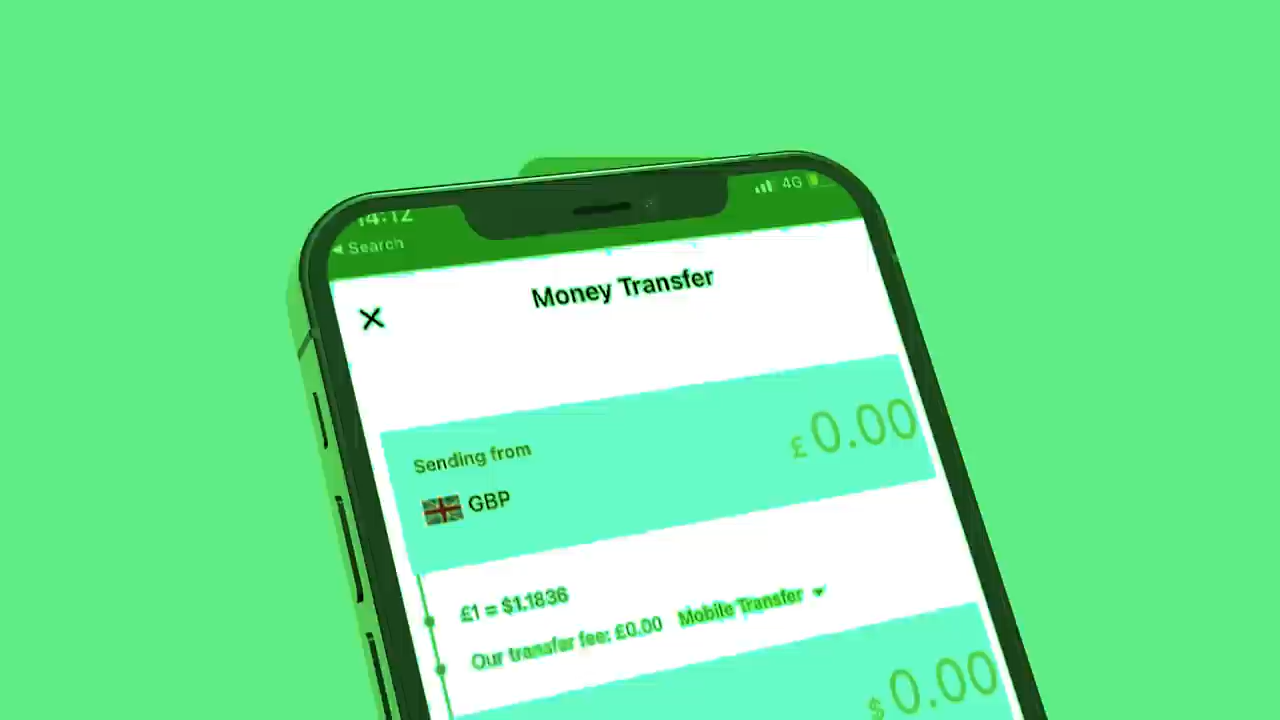 14:12
4G
Search
Money Transfer
Sending from
£ 0.00
GBP
£1 = $1.1836
Our transfer fee: £0.00 Mobile Transfer
$ 0.00